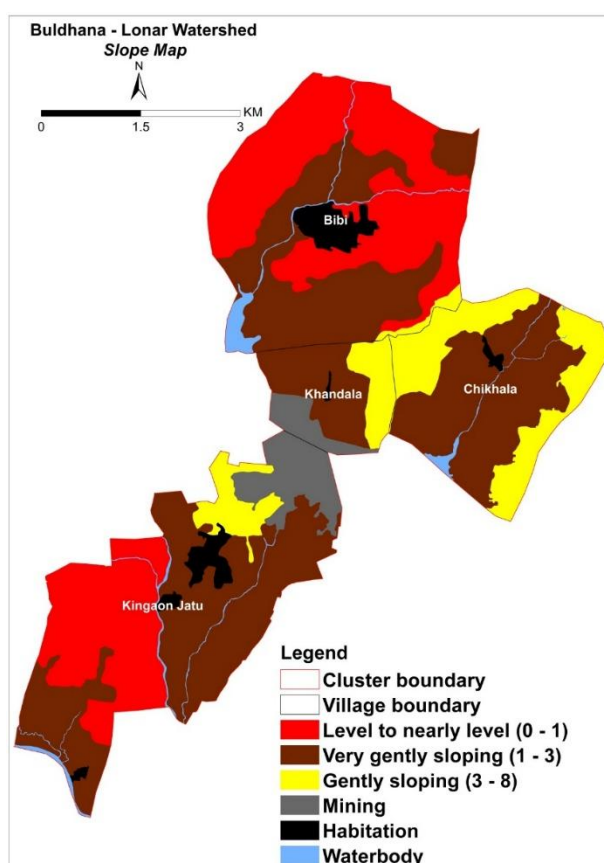 Buldhana - Lonar Watershed
Slope Map
N
KM
0 1.5 3
Bibi
Khandala
Chikhala
Kingaon Jatu
Legend
Cluster boundary
Village boundary
Level to nearly level (0 - 1)
Very gently sloping (1 - 3)
Gently sloping (3 - 8)
Mining
Habitation
Waterbody